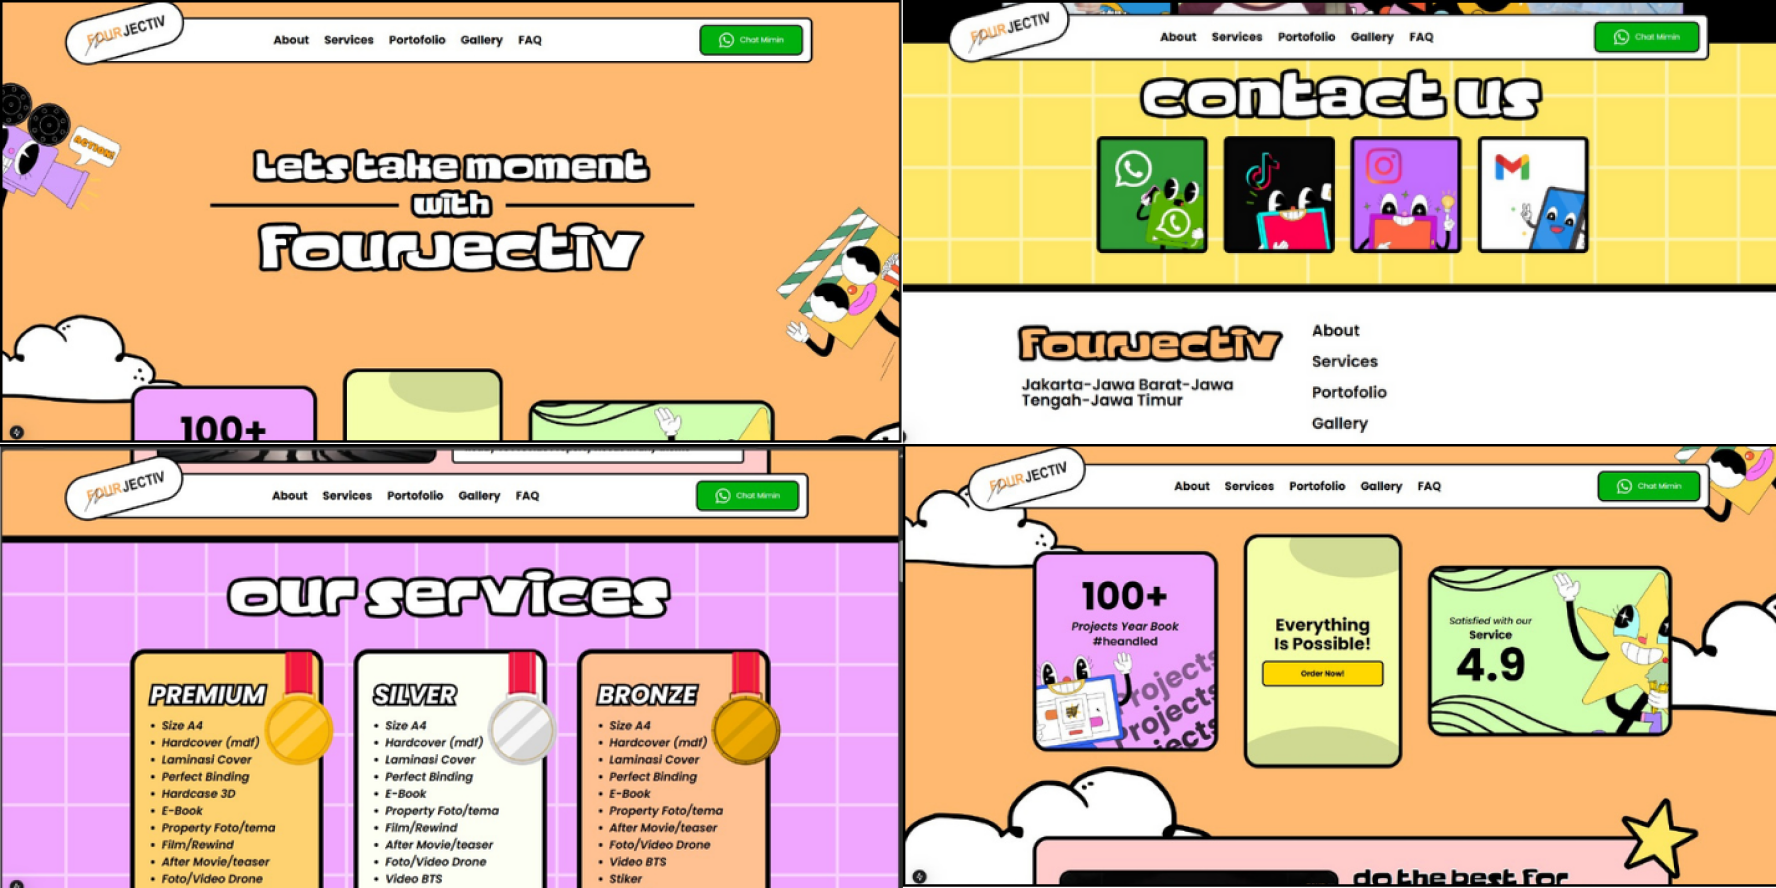 FOURJECTIV
About Services Portofolio Gallery FAQ
Chat Mimin
ACTION!
Lets take moment
with
Fourjectiv
100+
FOURJECTIV
About Services Portofolio Gallery FAQ
Chat Mimin
contact us
Fourjectiv
Jakarta-Jawa Barat-Jawa
Tengah-Jawa Timur
About
Services
Portofolio
Gallery
FOURJECTIV
About Services Portofolio Gallery FAQ
Chat Mimin
our services
PREMIUM
• Size A4
• Hardcover (mdf)
• Laminasi Cover
• Perfect Binding
• Hardcase 3D
• E-Book
• Property Foto/tema
• Film/Rewind
• After Movie/teaser
• Foto/Video Drone
SILVER
• Size A4
• Hardcover (mdf)
• Laminasi Cover
• Perfect Binding
• E-Book
• Property Foto/tema
• Film/Rewind
• After Movie/teaser
• Foto/Video Drone
• Video BTS
BRONZE
• Size A4
• Hardcover (mdf)
• Laminasi Cover
• Perfect Binding
• E-Book
• Property Foto/tema
• After Movie/teaser
• Foto/Video Drone
• Video BTS
• Stiker
FOURJECTIV
About Services Portofolio Gallery FAQ
Chat Mimin
100+
Projects Year Book
#heandled
Projects
Projects
jects
Everything
Is Possible!
Order Now!
Satisfied with our
Service
4.9
do the best for